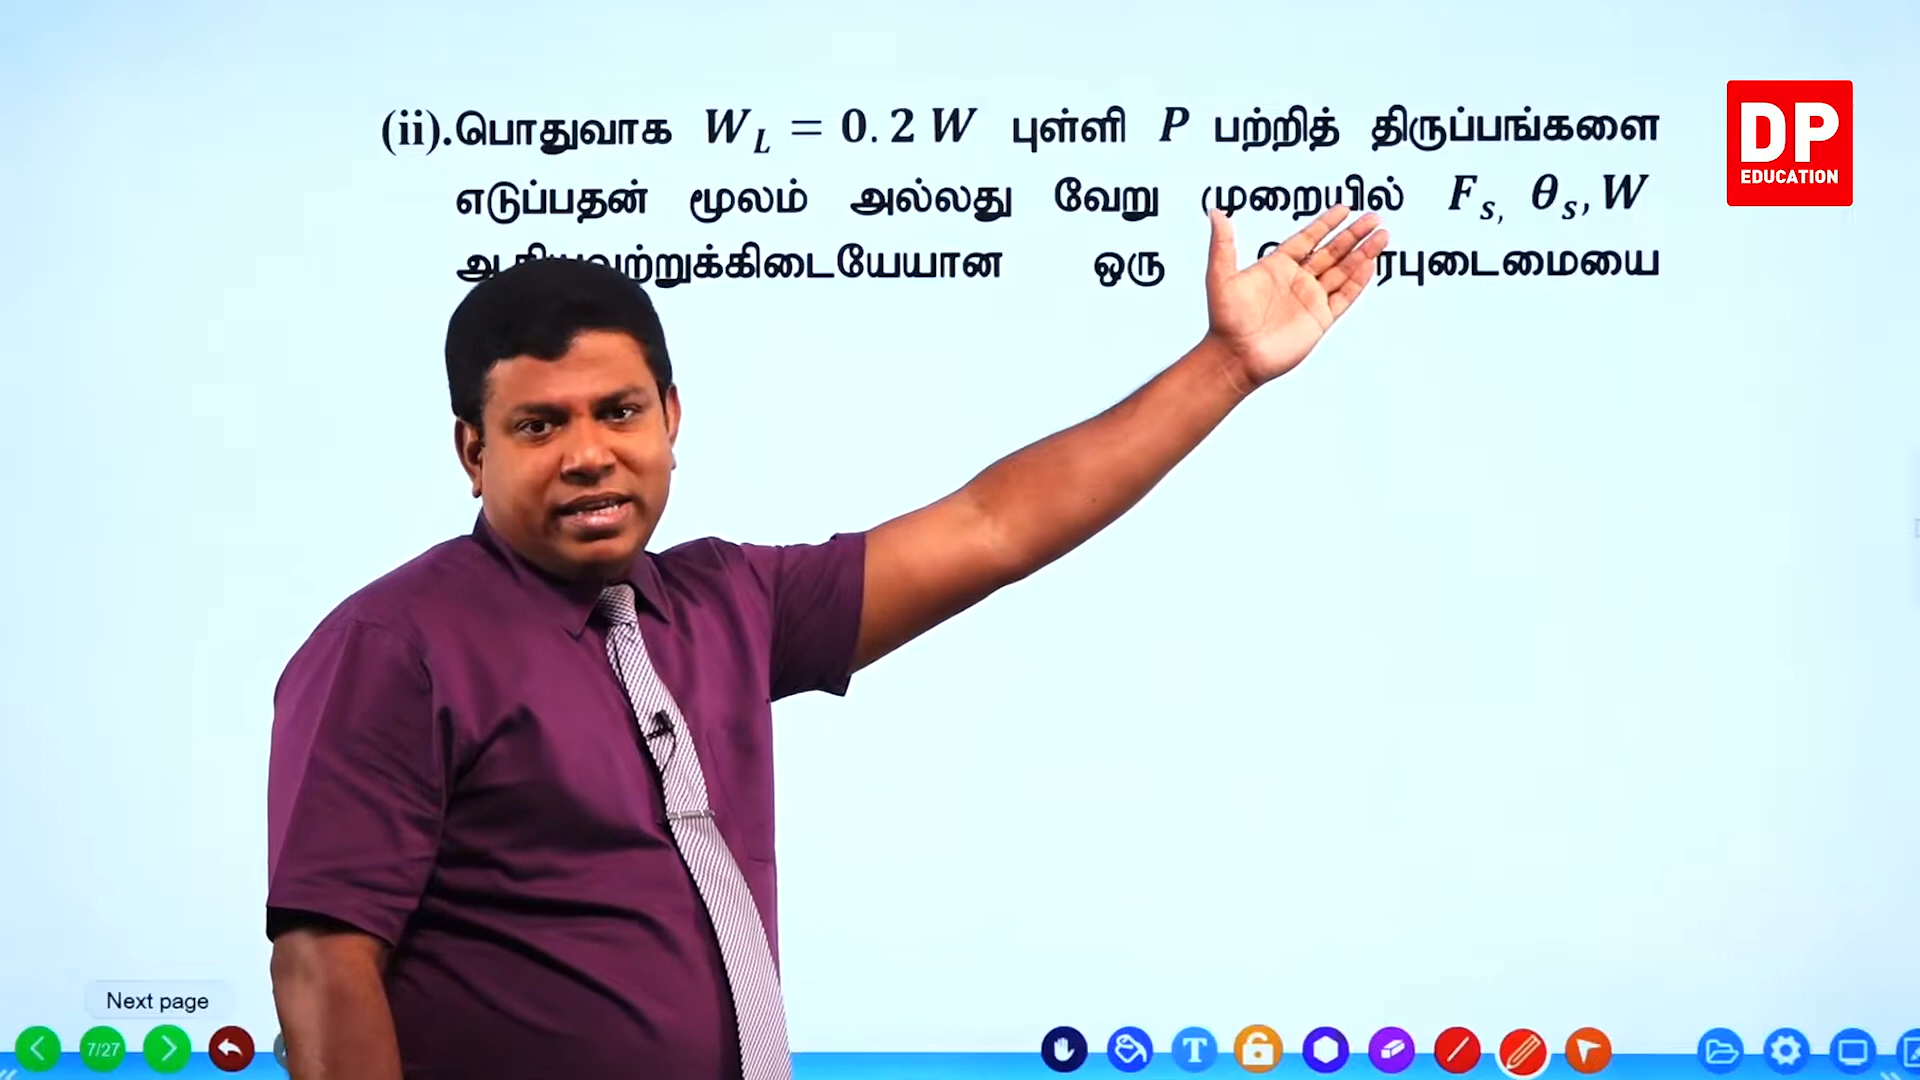 (ii).பொதுவாக W_L = 0.2 W புள்ளி P பற்றித் திருப்பங்களை
எடுப்பதன் மூலம் அல்லது வேறு முறையில் F_s, θ_s, W
ஒரு
DP
EDUCATION
Next page
7/27
T